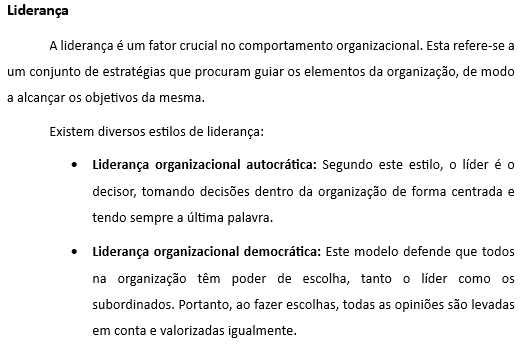 Liderança
A liderança é um fator crucial no comportamento organizacional. Esta refere-se a
um conjunto de estratégias que procuram guiar os elementos da organização, de modo
a alcançar os objetivos da mesma.
Existem diversos estilos de liderança:
• Liderança organizacional autocrática: Segundo este estilo, o líder é o
decisor, tomando decisões dentro da organização de forma centrada e
tendo sempre a última palavra.
• Liderança organizacional democrática: Este modelo defende que todos
na organização têm poder de escolha, tanto o líder como os
subordinados. Portanto, ao fazer escolhas, todas as opiniões são levadas
em conta e valorizadas igualmente.